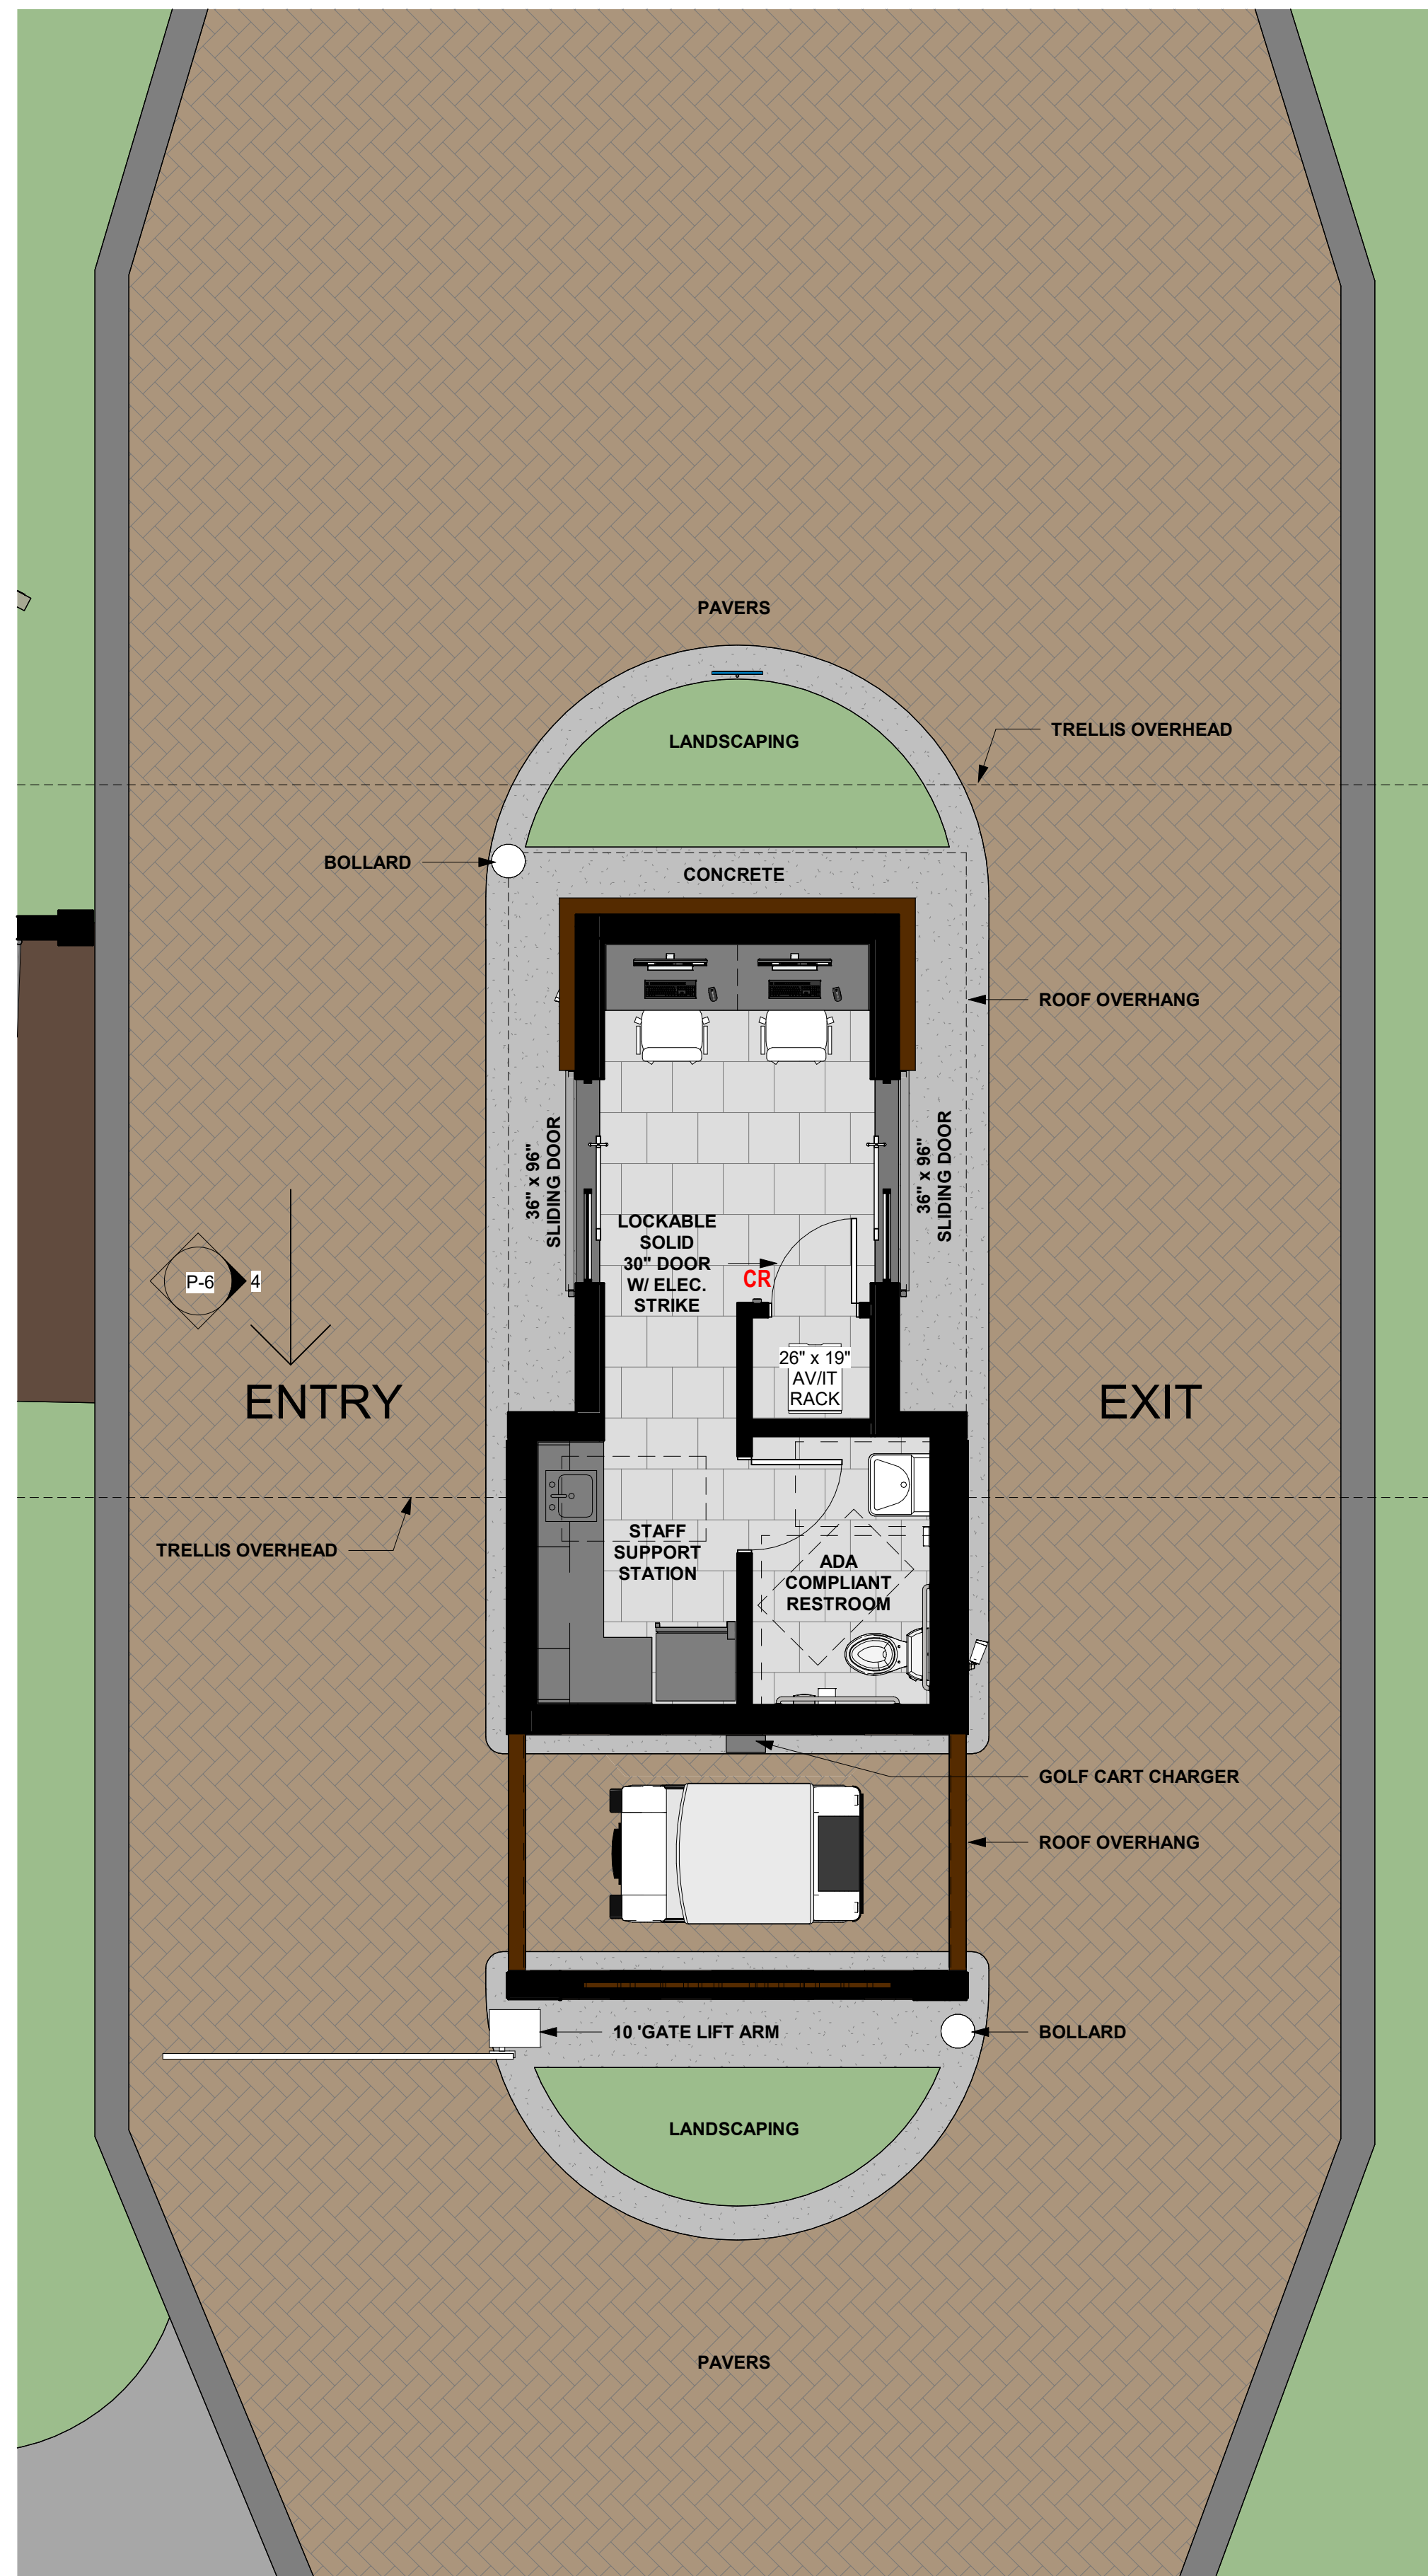 PAVERS
LANDSCAPING
TRELLIS OVERHEAD
BOLLARD
CONCRETE
ROOF OVERHANG
36" x 96"
SLIDING DOOR
36" x 96"
SLIDING DOOR
LOCKABLE
SOLID
30" DOOR
W/ ELEC.
STRIKE
CR
P-6
4
26" x 19"
AV/IT
RACK
ENTRY
EXIT
STAFF
SUPPORT
STATION
TRELLIS OVERHEAD
ADA
COMPLIANT
RESTROOM
GOLF CART CHARGER
ROOF OVERHANG
10 'GATE LIFT ARM
BOLLARD
LANDSCAPING
PAVERS